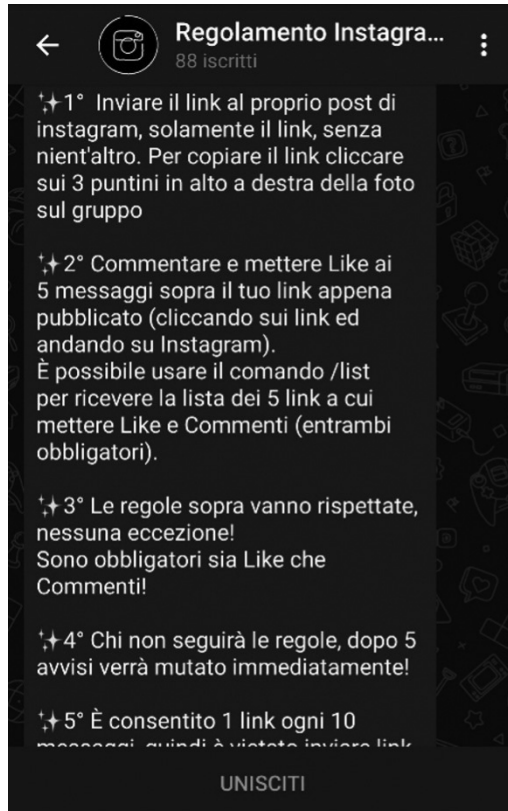 Regolamento Instagra...
88 iscritti
1° Inviare il link al proprio post di
instagram, solamente il link, senza
nient'altro. Per copiare il link cliccare
sui 3 puntini in alto a destra della foto
sul gruppo
2° Commentare e mettere Like ai
5 messaggi sopra il tuo link appena
pubblicato (cliccando sui link ed
andando su Instagram).
È possibile usare il comando /list
per ricevere la lista dei 5 link a cui
mettere Like e Commenti (entrambi
obbligatori).
3° Le regole sopra vanno rispettate,
nessuna eccezione!
Sono obbligatori sia Like che
Commenti!
4° Chi non seguirà le regole, dopo 5
avvisi verrà mutato immediatamente!
5° È consentito 1 link ogni 10
messaggi, quindi è vietato inviare link
UNISCITI